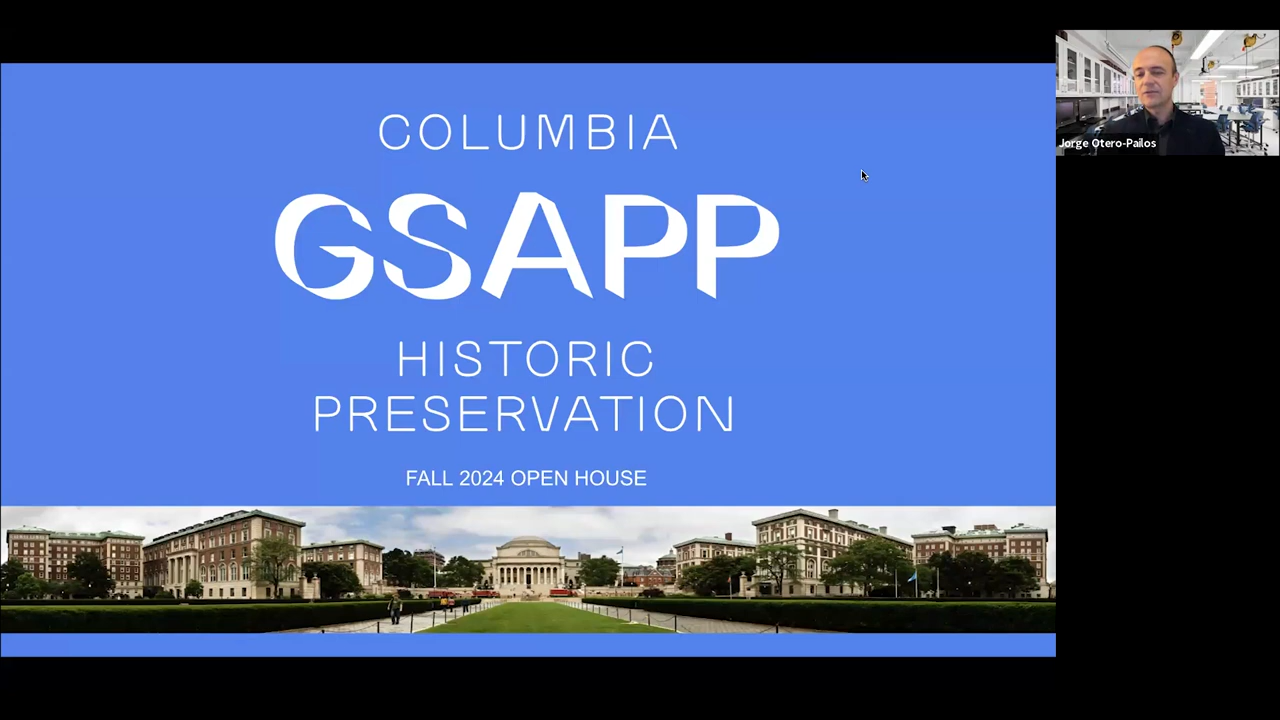 COLUMBIA
GSAPP
HISTORIC
PRESERVATION
FALL 2024 OPEN HOUSE
Jorge Otero-Pailos